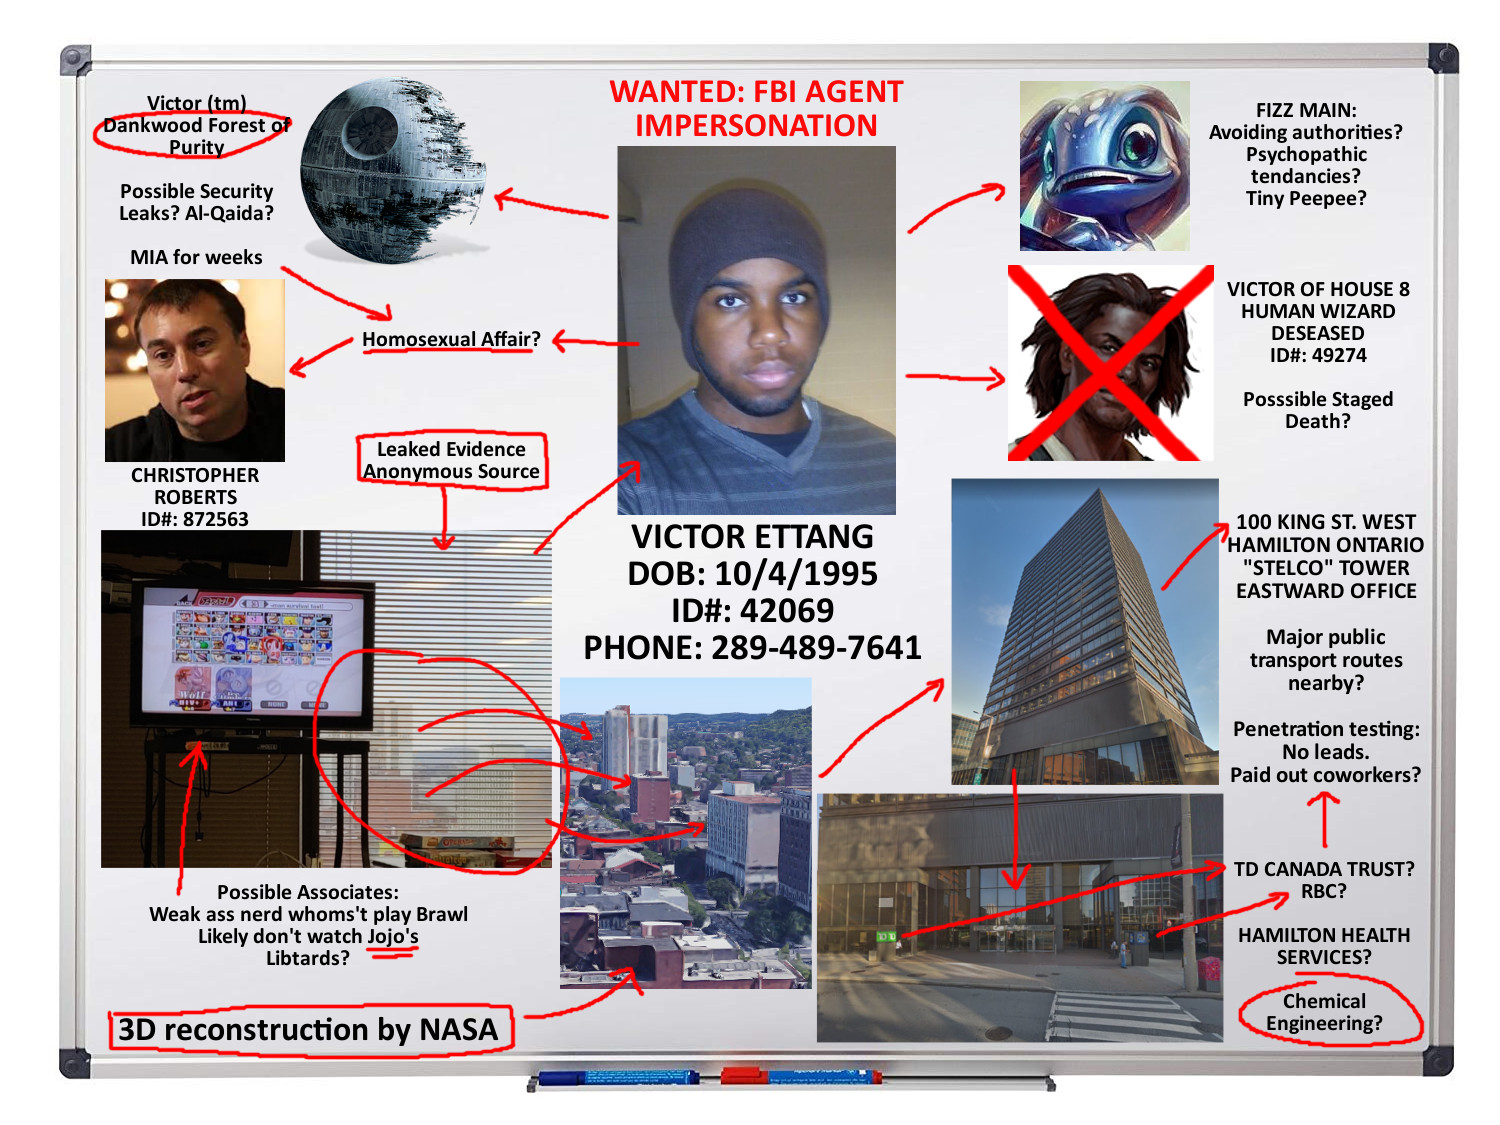 WANTED: FBI AGENT
IMPERSONATION
Victor (tm)
Dankwood Forest of
Purity
Possible Security
Leaks? Al-Qaida?
MIA for weeks
Homosexual Affair?
CHRISTOPHER
ROBERTS
ID#: 872563
Leaked Evidence
Anonymous Source
VICTOR ETTANG
DOB: 10/4/1995
ID#: 42069
PHONE: 289-489-7641
FIZZ MAIN:
Avoiding authorities?
Psychopathic
tendancies?
Tiny Peepee?
VICTOR OF HOUSE 8
HUMAN WIZARD
DESEASED
ID#: 49274
Posssible Staged
Death?
100 KING ST. WEST
HAMILTON ONTARIO
"STELCO" TOWER
EASTWARD OFFICE
Major public
transport routes
nearby?
Penetration testing:
No leads.
Paid out coworkers?
TD CANADA TRUST?
RBC?
HAMILTON HEALTH
SERVICES?
Chemical
Engineering?
BACK
Wolf
HIV+
NONE
Possible Associates:
Weak ass nerd whoms't play Brawl
Likely don't watch Jojo's
Libtards?
3D reconstruction by NASA